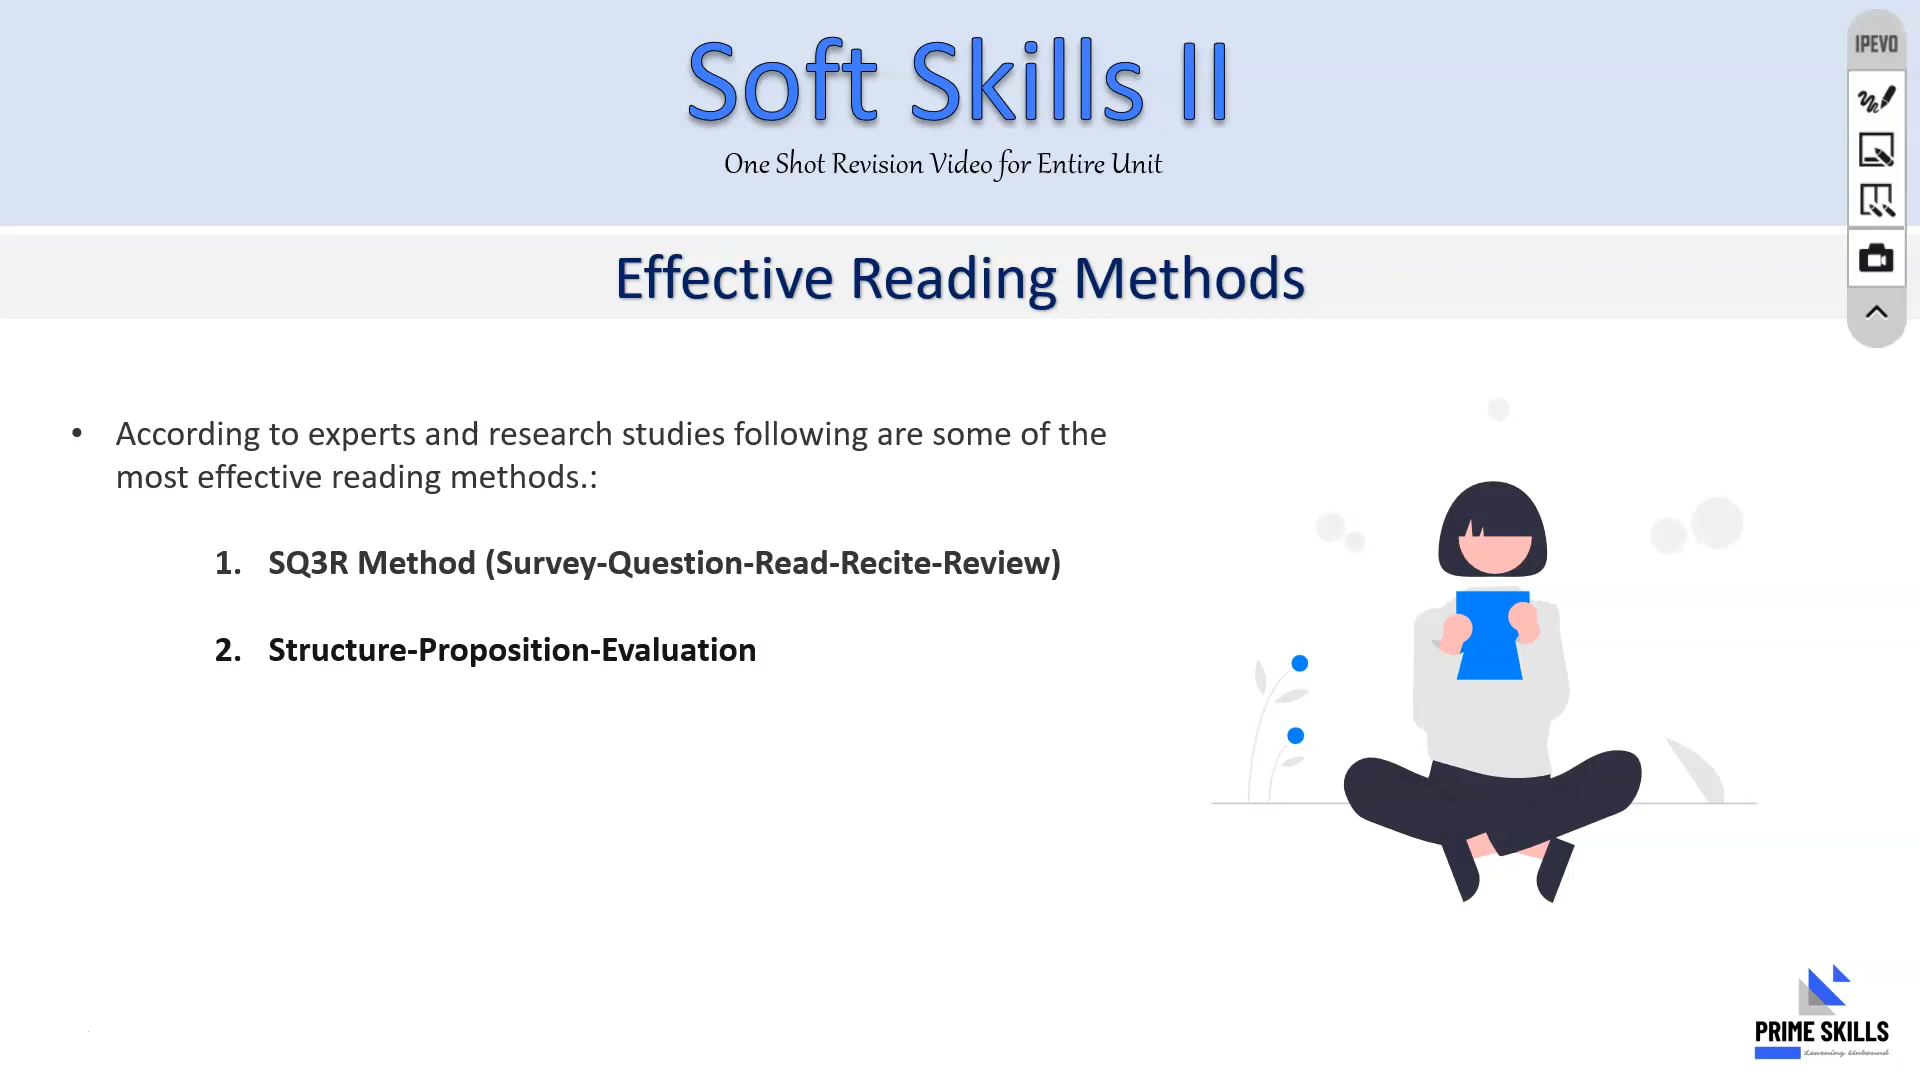 Soft Skills II
One Shot Revision Video for Entire Unit
IPEVO
Effective Reading Methods
• According to experts and research studies following are some of the
most effective reading methods.:
1. SQ3R Method (Survey-Question-Read-Recite-Review)
2. Structure-Proposition-Evaluation
PRIME SKILLS
Learning Unbound